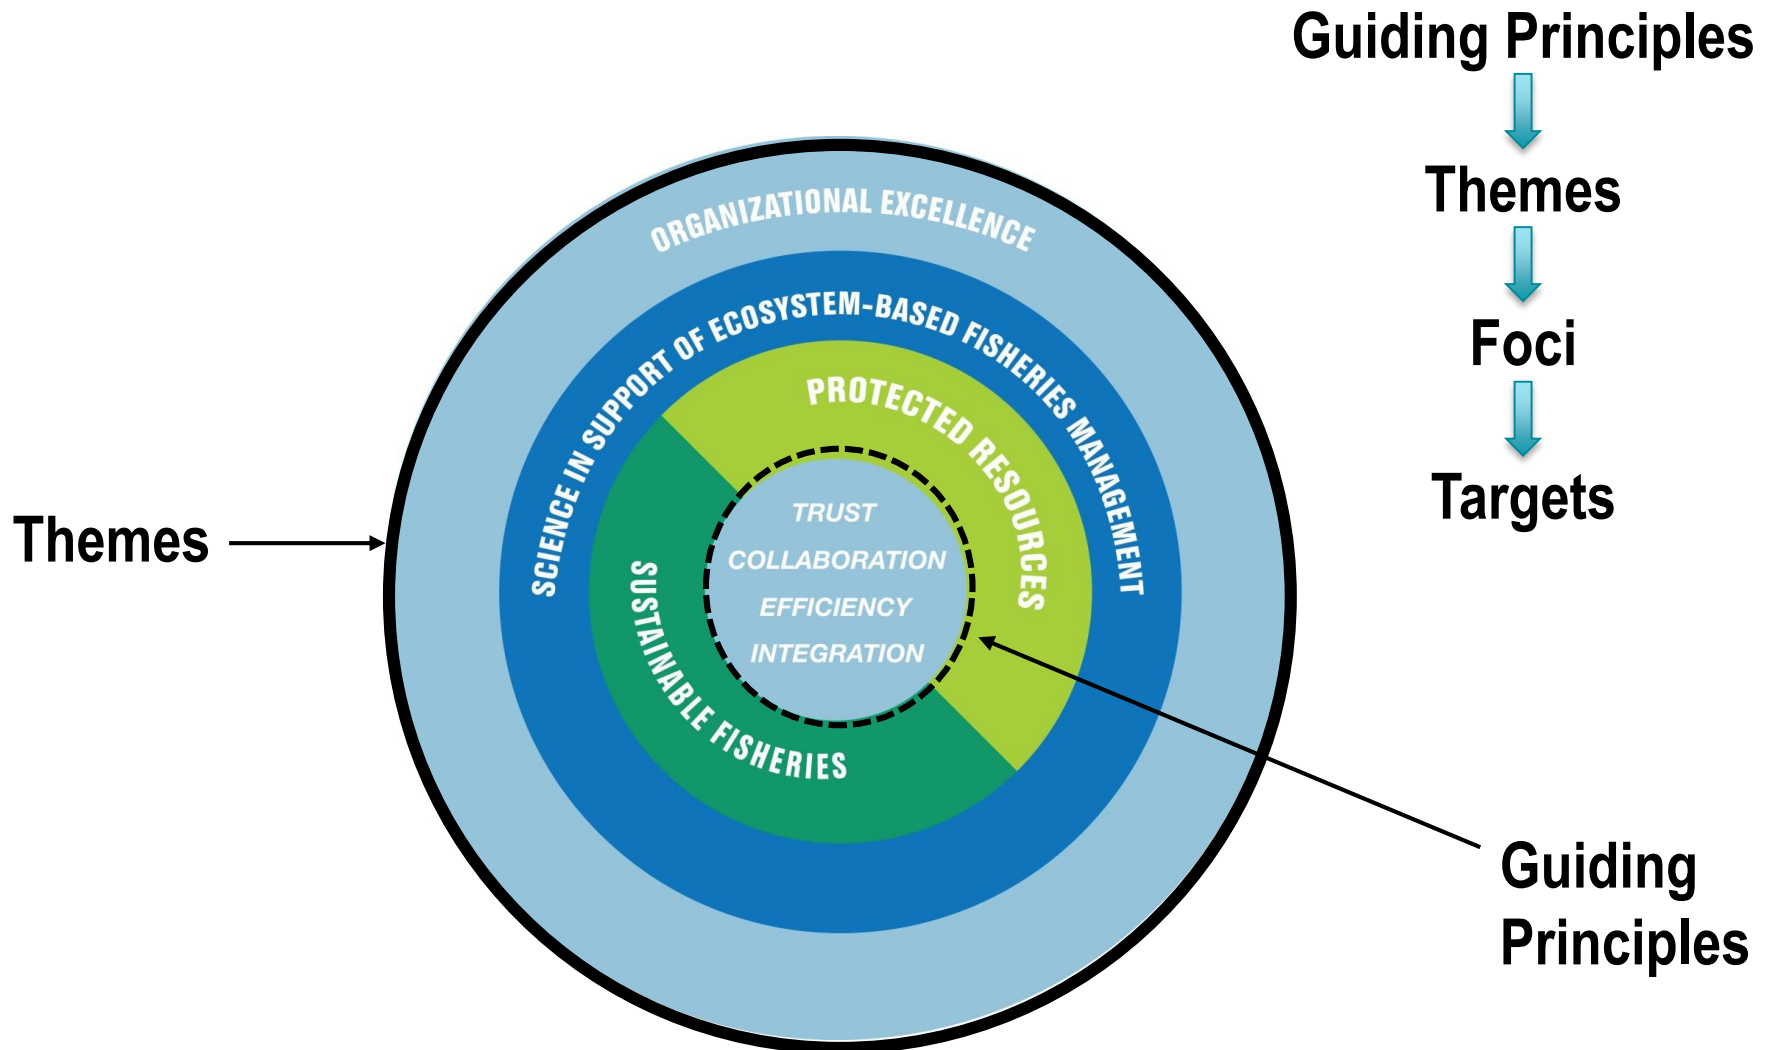 Guiding Principles
Themes
Foci
Targets
ORGANIZATIONAL EXCELLENCE
SCIENCE IN SUPPORT OF ECOSYSTEM-BASED FISHERIES MANAGEMENT
PROTECTED RESOURCES
TRUST
COLLABORATION
EFFICIENCY
INTEGRATION
SUSTAINABLE FISHERIES
Themes
Guiding
Principles